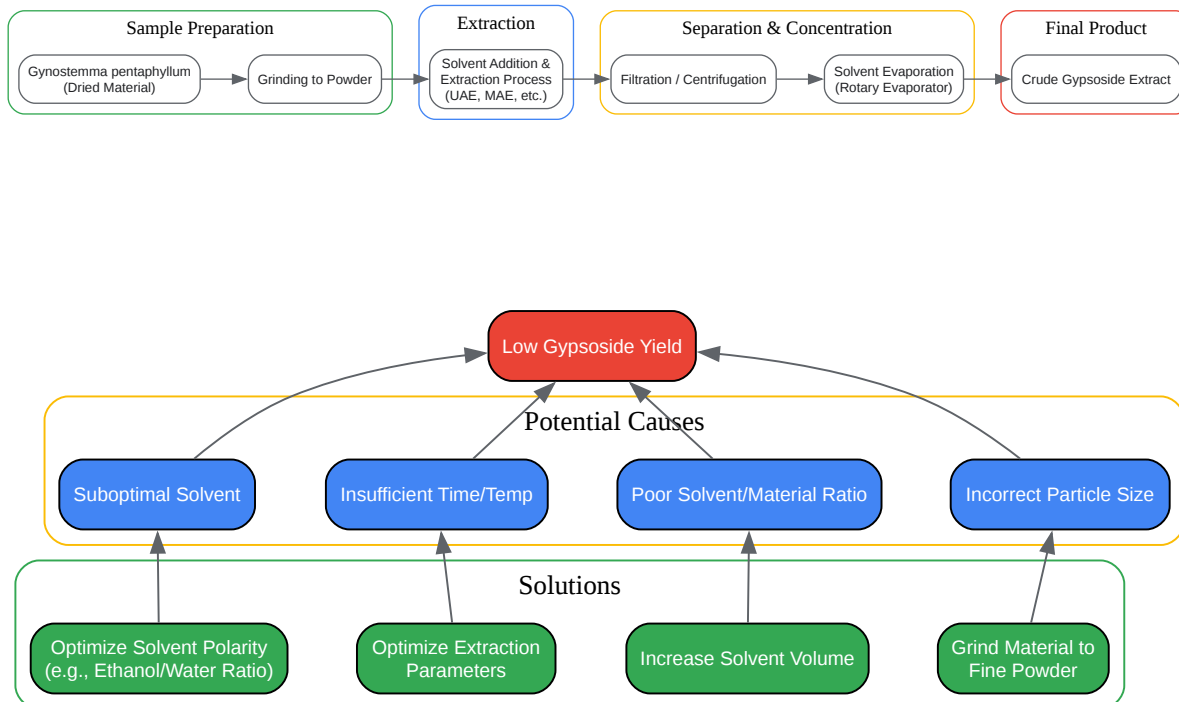 Sample Preparation
Extraction
Separation & Concentration
Final Product
Gynostemma pentaphyllum
(Dried Material)
Grinding to Powder
Solvent Addition &
Extraction Process
(UAE, MAE, etc.)
Filtration / Centrifugation
Solvent Evaporation
(Rotary Evaporator)
Crude Gypsoside Extract
Low Gypsoside Yield
Potential Causes
Suboptimal Solvent
Insufficient Time/Temp
Poor Solvent/Material Ratio
Incorrect Particle Size
Solutions
Optimize Solvent Polarity
(e.g., Ethanol/Water Ratio)
Optimize Extraction
Parameters
Increase Solvent Volume
Grind Material to
Fine Powder